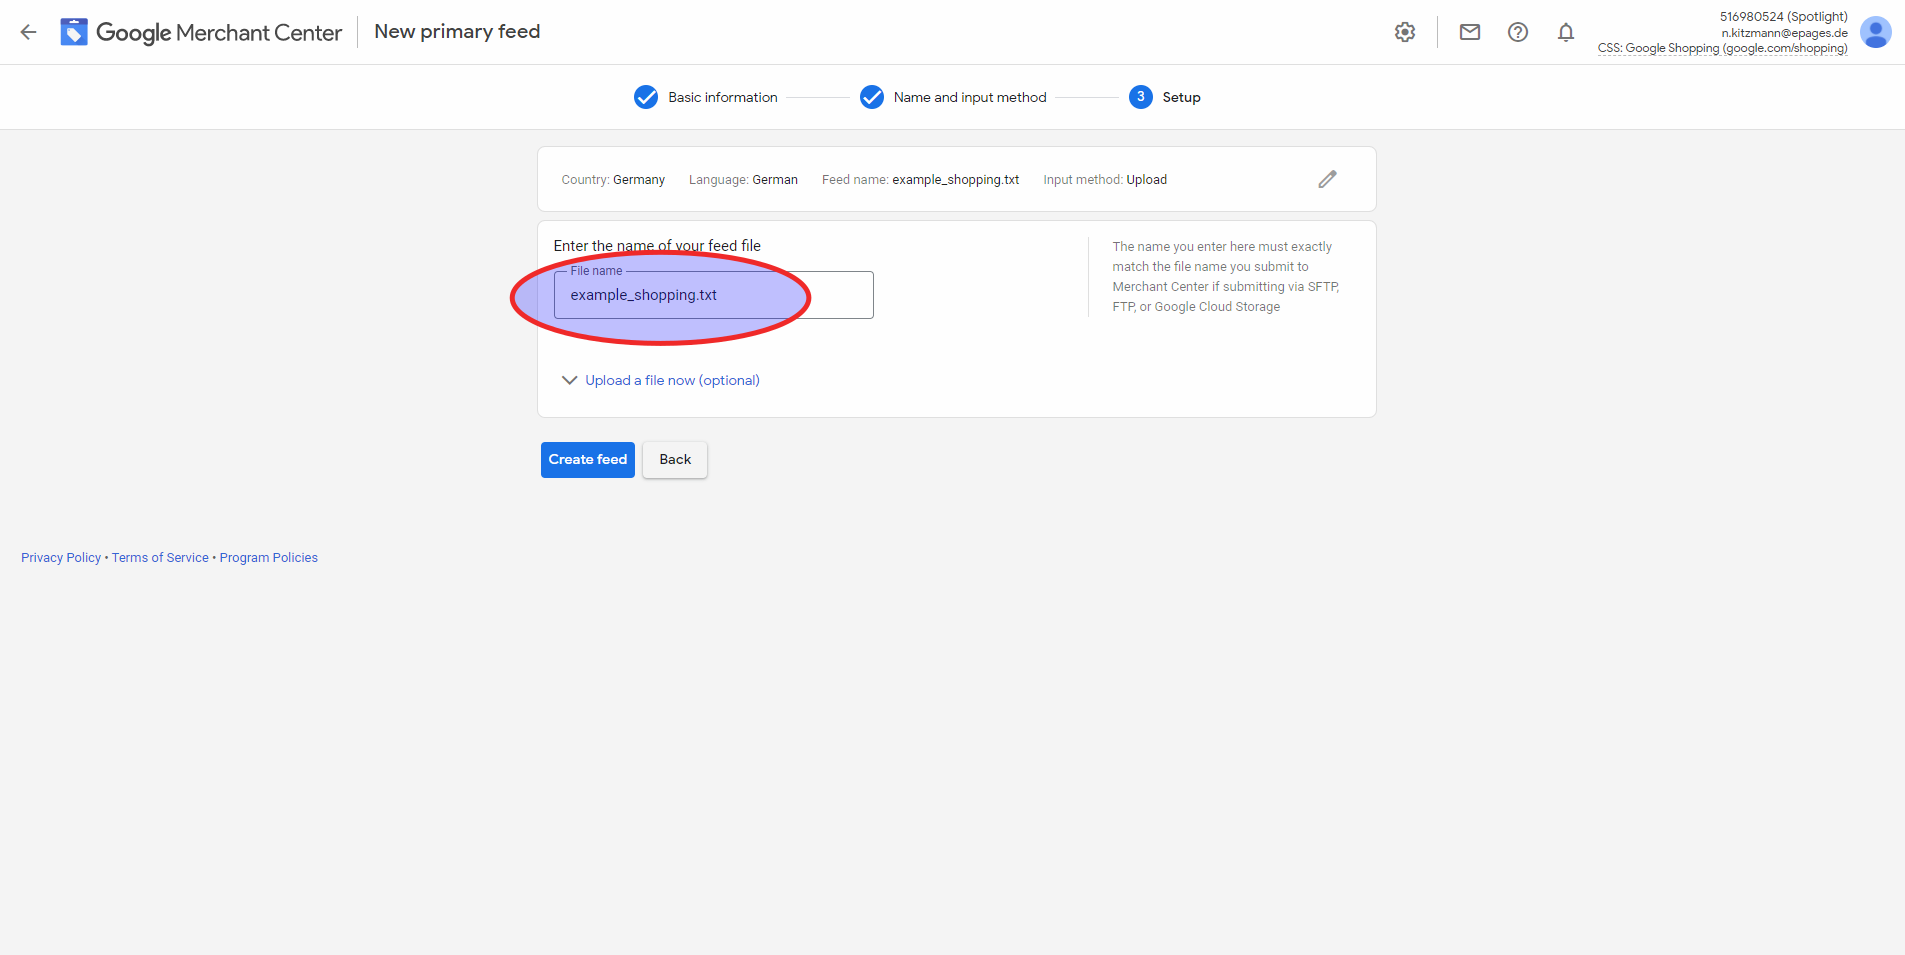 Google Merchant Center
New primary feed
516980524 (Spotlight)
n.kitzmann@epages.de
CSS: Google Shopping (google.com/shopping)
Basic information
Name and input method
3 Setup
Country: Germany Language: German Feed name: example_shopping.txt Input method: Upload
Enter the name of your feed file
File name
example_shopping.txt
The name you enter here must exactly
match the file name you submit to
Merchant Center if submitting via SFTP,
FTP, or Google Cloud Storage
Upload a file now (optional)
Create feed
Back
Privacy Policy • Terms of Service • Program Policies